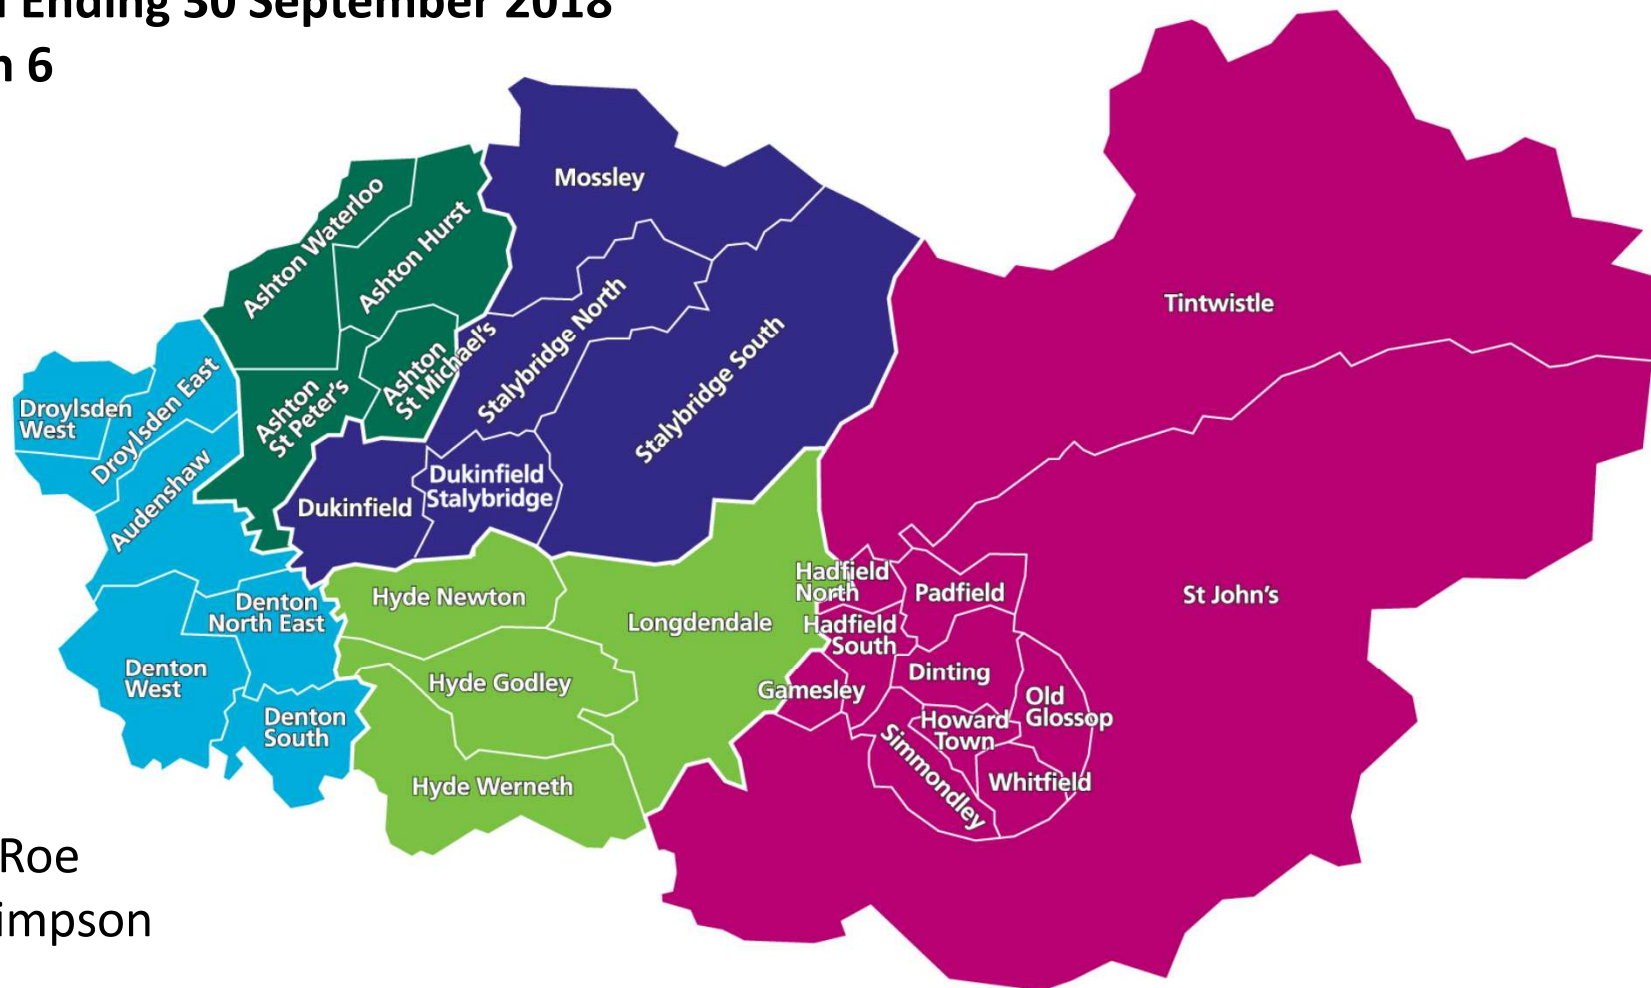 Ending 30 September 2018
6
Mossley
Ashton Waterloo
Ashton Hurst
Tintwistle
Stalybridge North
Ashton
St Michael's
Stalybridge South
Ashton
St Peter's
Droylsden
West
Droylsden East
Audenshaw
Dukinfield
Dukinfield
Stalybridge
Hadfield
North
Padfield
St John's
Hyde Newton
Denton
North East
Longdendale
Hadfield
South
Denton
West
Hyde Godley
Gamesley
Dinting
Old
Glossop
Denton
South
Howard
Town
Simmondley
Whitfield
Hyde Werneth
Roe
impson